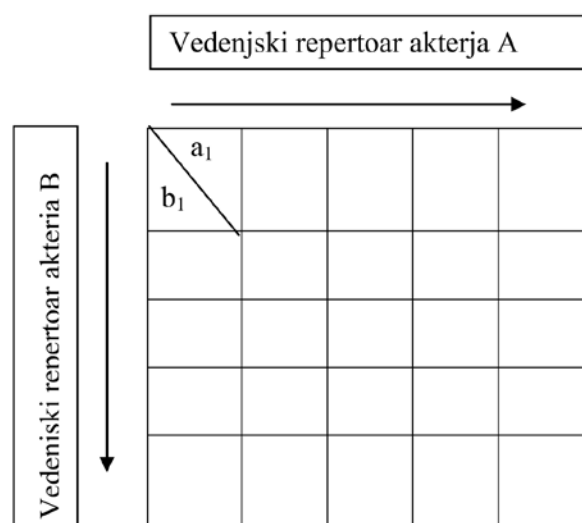 Vedenjski repertoar akterja A
a₁
b₁
Vedenjski repertoar akterja B